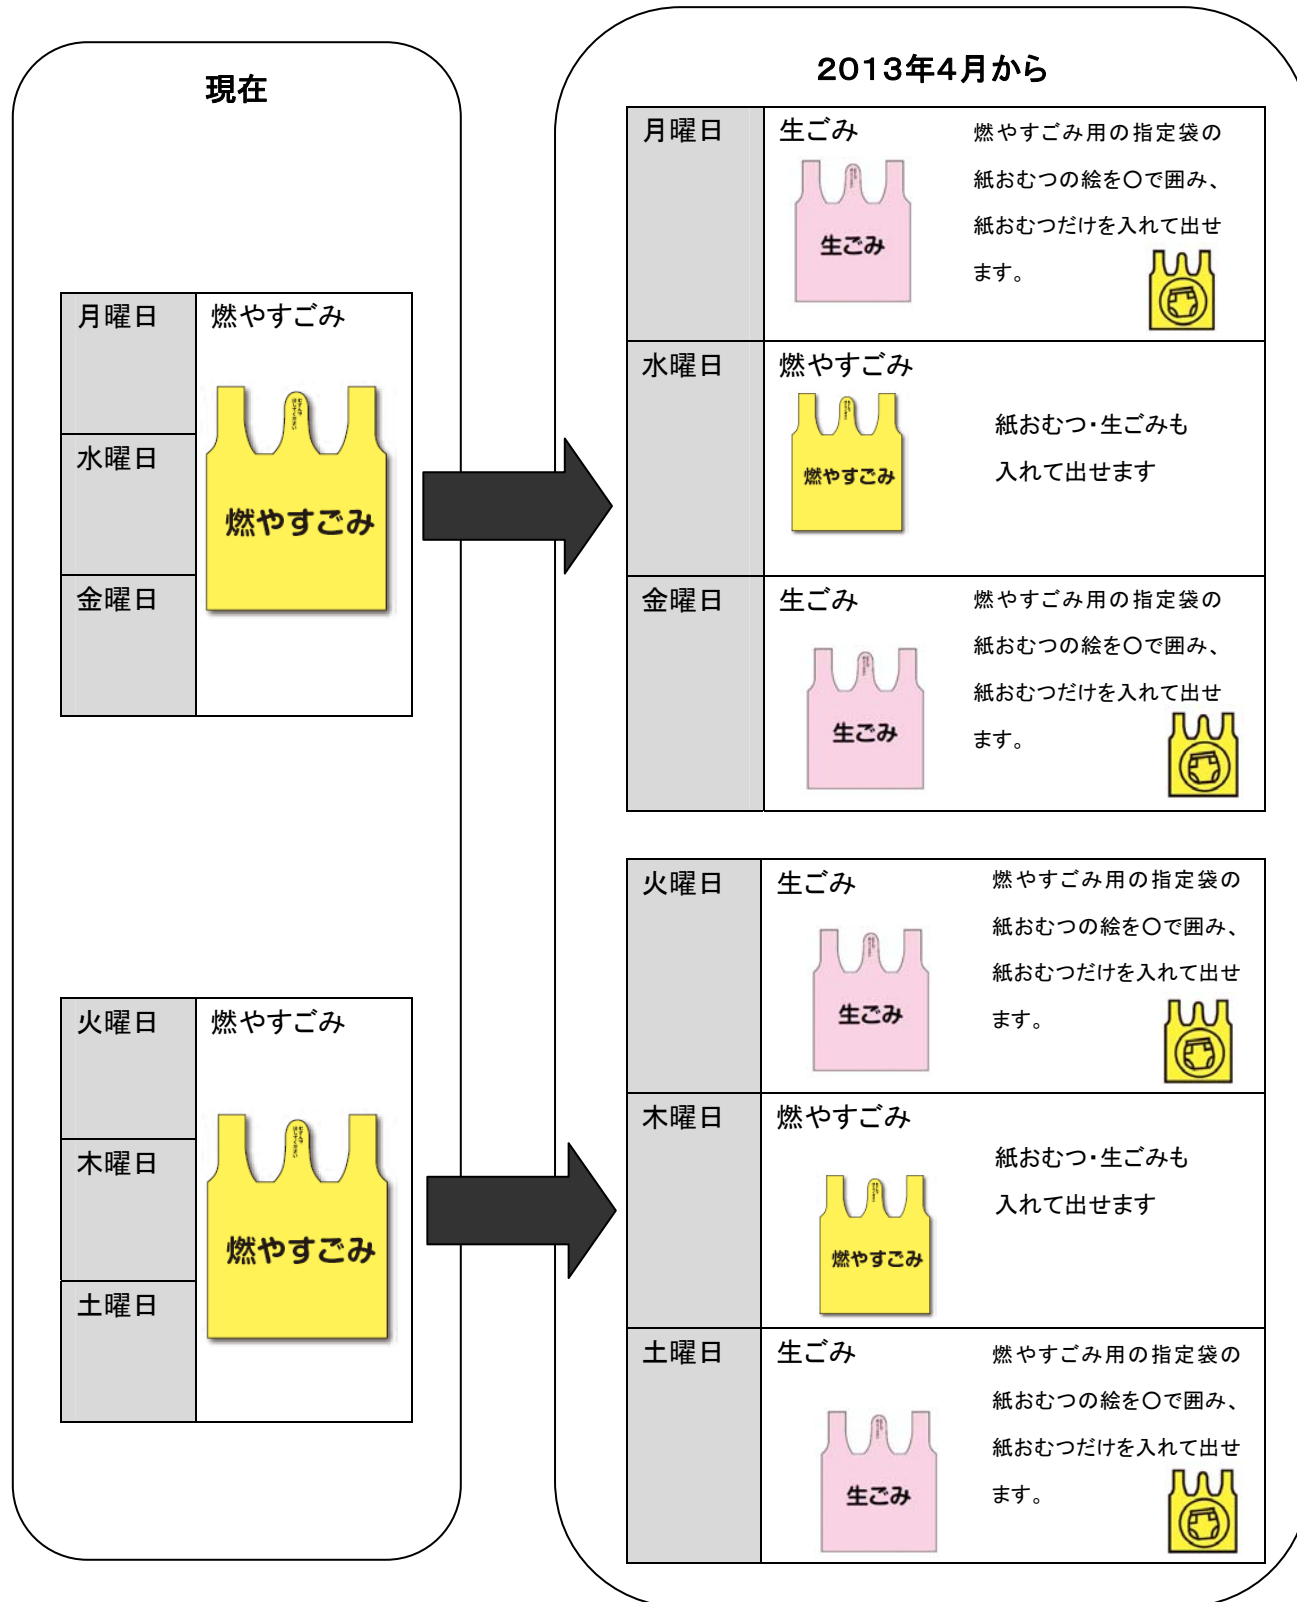 現在
月曜日
燃やすごみ
水曜日
燃やすごみ
金曜日
火曜日
燃やすごみ
木曜日
燃やすごみ
土曜日
2013年4月から
月曜日
生ごみ
燃やすごみ用の指定袋の
紙おむつの絵を〇で囲み、
紙おむつだけを入れて出せ
ます。
生ごみ
水曜日
燃やすごみ
紙おむつ・生ごみも
入れて出せます
燃やすごみ
金曜日
生ごみ
燃やすごみ用の指定袋の
紙おむつの絵を〇で囲み、
紙おむつだけを入れて出せ
ます。
生ごみ
火曜日
生ごみ
燃やすごみ用の指定袋の
紙おむつの絵を〇で囲み、
紙おむつだけを入れて出せ
ます。
生ごみ
木曜日
燃やすごみ
紙おむつ・生ごみも
入れて出せます
燃やすごみ
土曜日
生ごみ
燃やすごみ用の指定袋の
紙おむつの絵を〇で囲み、
紙おむつだけを入れて出せ
ます。
生ごみ